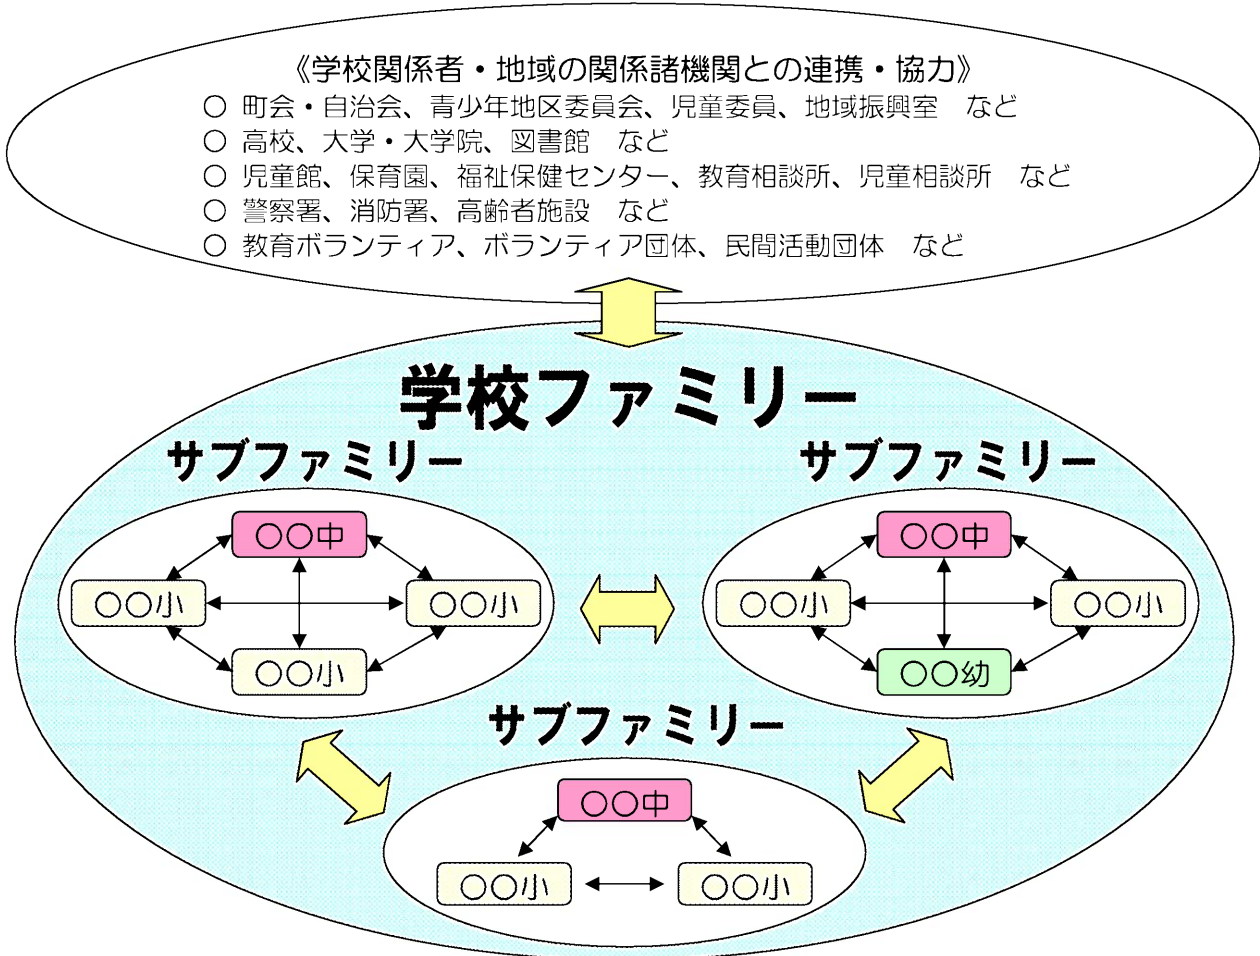 《学校関係者・地域の関係諸機関との連携・協力》
○ 町会・自治会、青少年地区委員会、児童委員、地域振興室　など
○ 高校、大学・大学院、図書館　など
○ 児童館、保育園、福祉保健センター、教育相談所、児童相談所　など
○ 警察署、消防署、高齢者施設　など
○ 教育ボランティア、ボランティア団体、民間活動団体　など
学校ファミリー
サブファミリー
○○中
○○小
○○小
○○小
サブファミリー
○○中
○○小
○○小
○○幼
サブファミリー
○○中
○○小
○○小